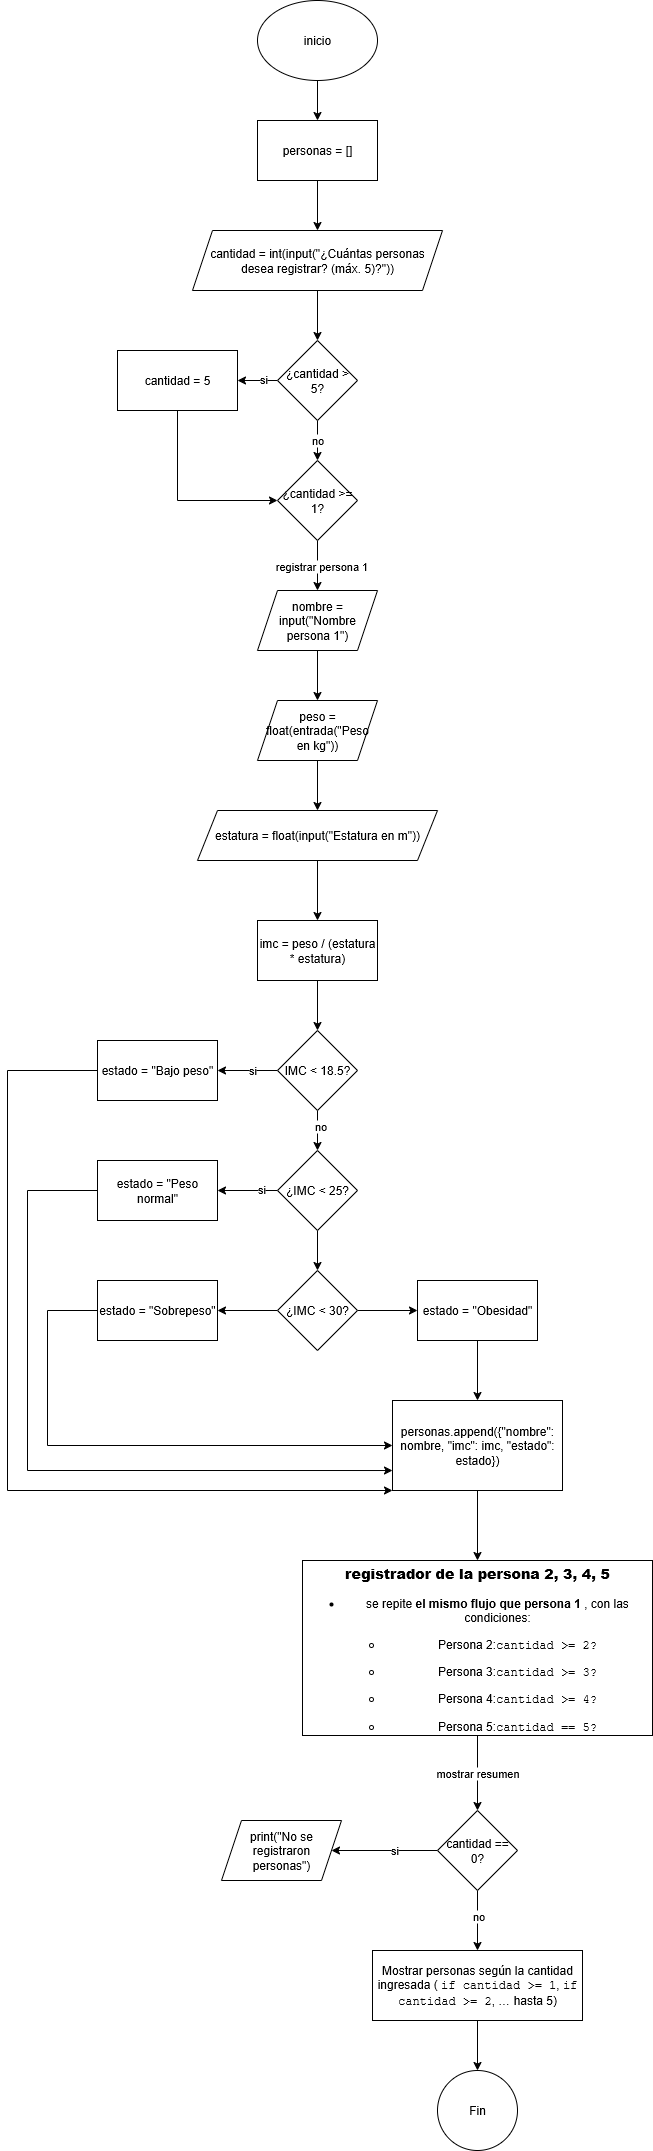 inicio
personas = []
cantidad = int(input("¿Cuántas personas
desea registrar? (máx. 5)?"))
¿cantidad >
5?
si
cantidad = 5
no
¿cantidad >=
1?
registrar persona 1
nombre =
input("Nombre
persona 1")
peso =
float(entrada("Peso
en kg"))
estatura = float(input("Estatura en m"))
imc = peso / (estatura
* estatura)
IMC < 18.5?
si
estado = "Bajo peso"
no
¿IMC < 25?
si
estado = "Peso
normal"
¿IMC < 30?
estado = "Sobrepeso"
estado = "Obesidad"
personas.append({"nombre":
nombre, "imc": imc, "estado":
estado})
registrador de la persona 2, 3, 4, 5
• se repite el mismo flujo que persona 1 , con las
condiciones:
○ Persona 2:cantidad >= 2?
○ Persona 3:cantidad >= 3?
○ Persona 4:cantidad >= 4?
○ Persona 5:cantidad == 5?
mostrar resumen
cantidad ==
0?
si
print("No se
registraron
personas")
no
Mostrar personas según la cantidad
ingresada ( if cantidad >= 1, if
cantidad >= 2, ... hasta 5)
Fin